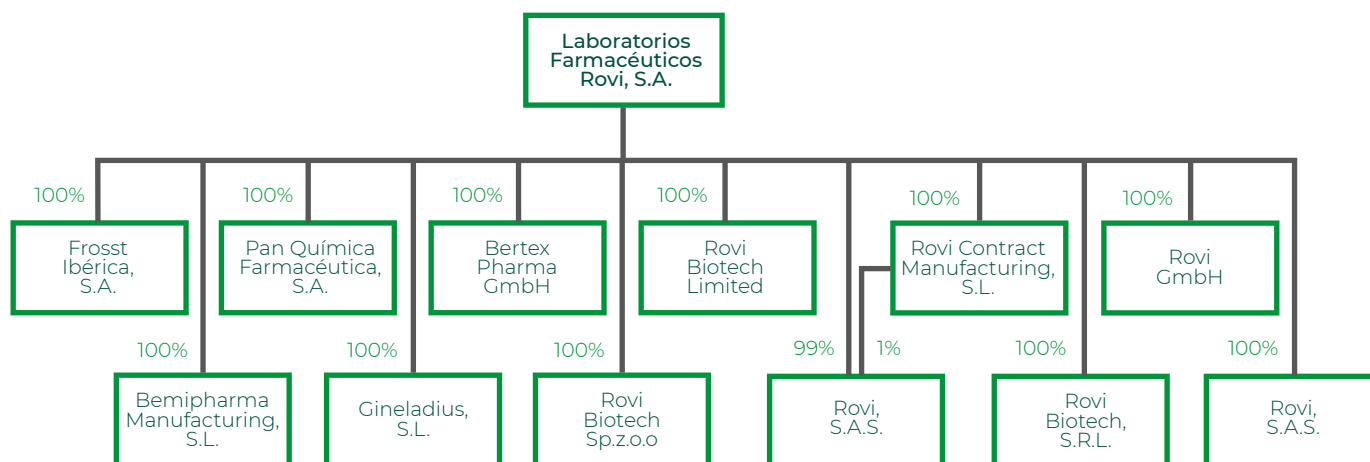 Laboratorios
Farmacéuticos
Rovi, S.A.
100%
100%
100%
100%
100%
100%
Frosst
Ibérica,
S.A.
Pan Química
Farmacéutica,
S.A.
Bertex
Pharma
GmbH
Rovi
Biotech
Limited
Rovi Contract
Manufacturing,
S.L.
Rovi
GmbH
100%
100%
100%
99%
1%
100%
100%
Bemipharma
Manufacturing,
S.L.
Gineladius,
S.L.
Rovi
Biotech
Sp.z.o.o
Rovi,
S.A.S.
Rovi
Biotech,
S.R.L.
Rovi,
S.A.S.